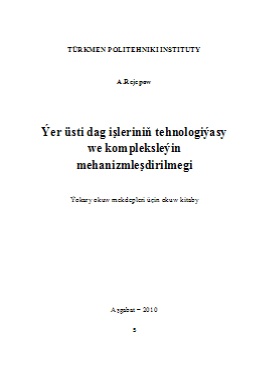 TÜRKMEN POLITEHNIKI INSTITUTY
A.Rejepow
Ýer üsti dag işleriniň tehnologiýasy
we kompleksleýin
mehanizmleşdirilmegi
Ýokary okuw mekdepleri üçin okuw kitaby
Aşgabat – 2010